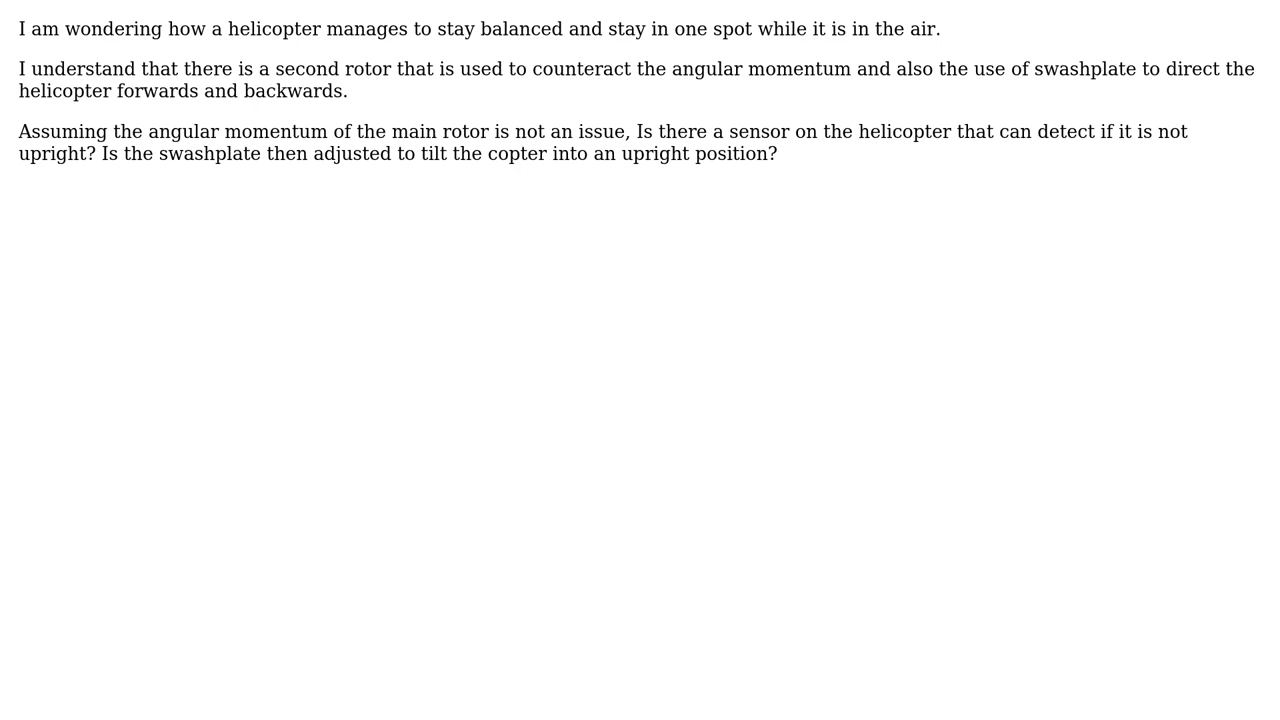 I am wondering how a helicopter manages to stay balanced and stay in one spot while it is in the air.
I understand that there is a second rotor that is used to counteract the angular momentum and also the use of swashplate to direct the
helicopter forwards and backwards.
Assuming the angular momentum of the main rotor is not an issue, Is there a sensor on the helicopter that can detect if it is not
upright? Is the swashplate then adjusted to tilt the copter into an upright position?